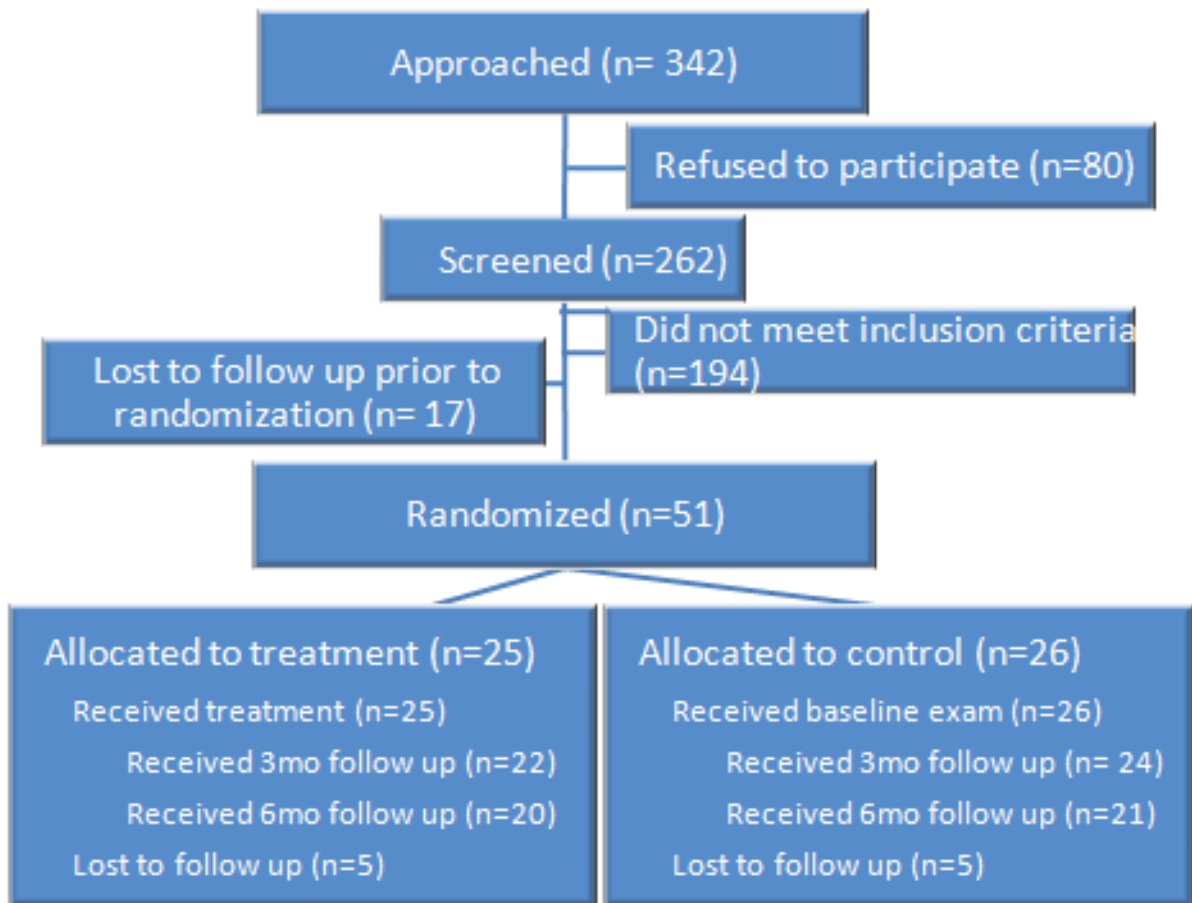 Approached (n= 342)
Refused to participate (n=80)
Screened (n=262)
Did not meet inclusion criteria
(n=194)
Lost to follow up prior to
randomization (n= 17)
Randomized (n=51)
Allocated to treatment (n=25)
Received treatment (n=25)
Received 3mo follow up (n=22)
Received 6mo follow up (n=20)
Lost to follow up (n=5)
Allocated to control (n=26)
Received baseline exam (n=26)
Received 3mo follow up (n= 24)
Received 6mo follow up (n=21)
Lost to follow up (n=5)